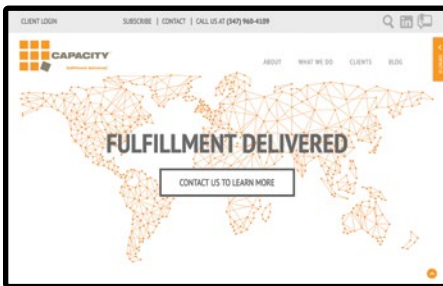 CLIENT LOGIN
SUBSCRIBE | CONTACT | CALL US AT (347) 960-4109
CAPACITY
ABOUT WHAT WE DO CLIENTS BLOG
FULFILLMENT DELIVERED
CONTACT US TO LEARN MORE